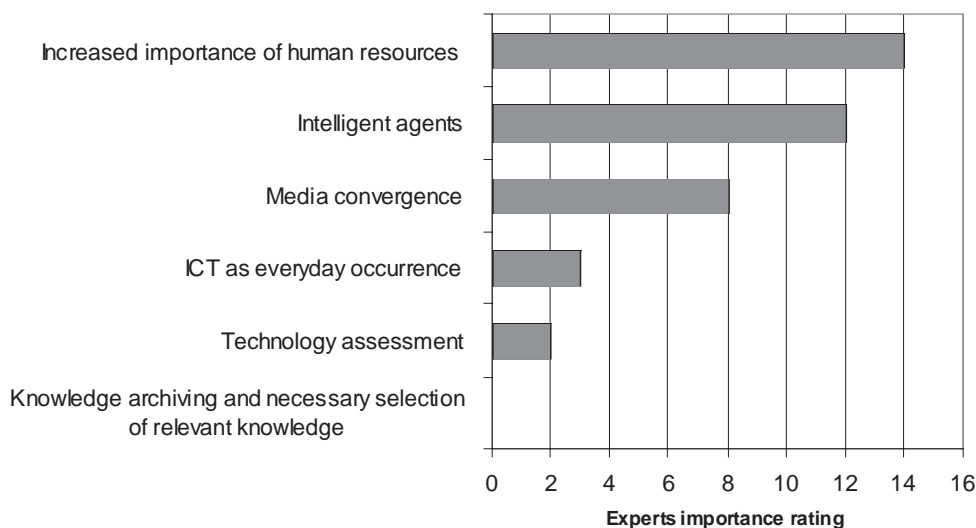 Increased importance of human resources
Intelligent agents
Media convergence
ICT as everyday occurrence
Technology assessment
Knowledge archiving and necessary selection
of relevant knowledge
0 2 4 6 8 10 12 14 16
Experts importance rating